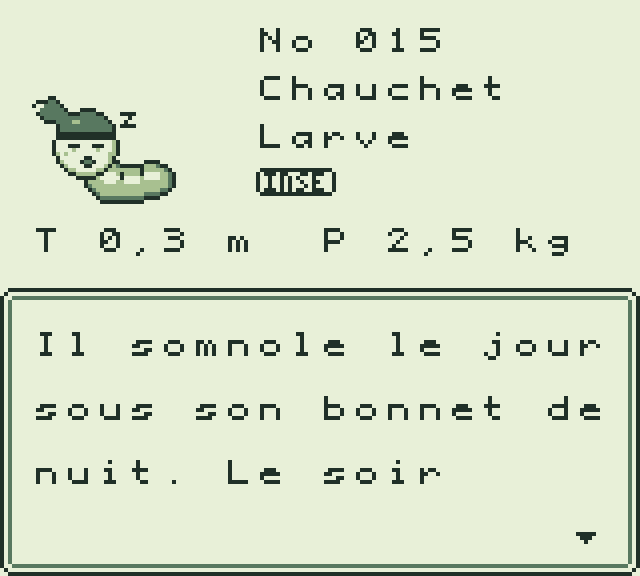 No 015
Chauchet
z
Larve
INSE
T 0,3 m P 2,5 kg
Il somnole le jour
sous son bonnet de
nuit. Le soir